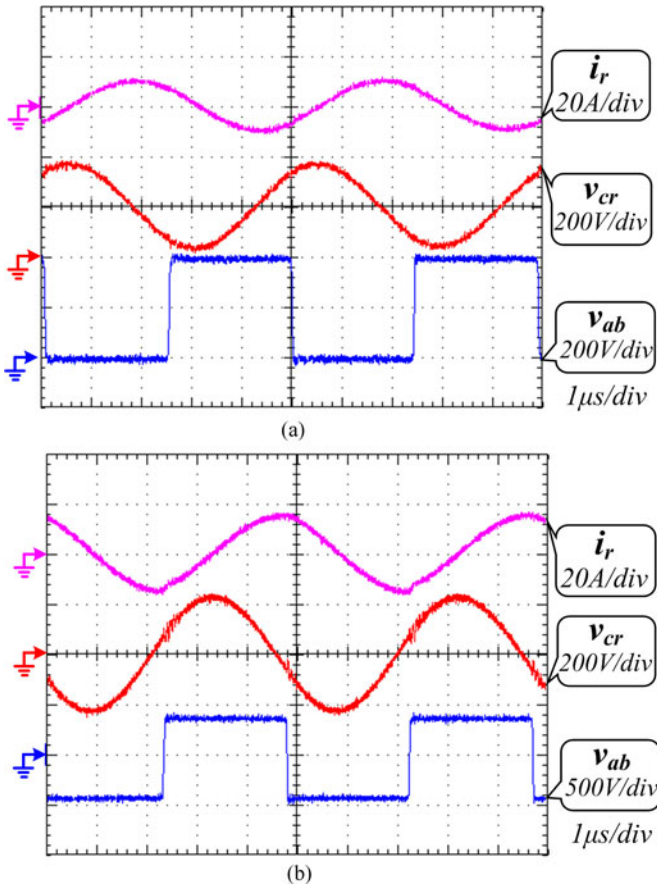 i_r
20A/div
v_cr
200V/div
v_ab
200V/div
1μs/div
(a)
i_r
20A/div
v_cr
200V/div
v_ab
500V/div
1μs/div
(b)